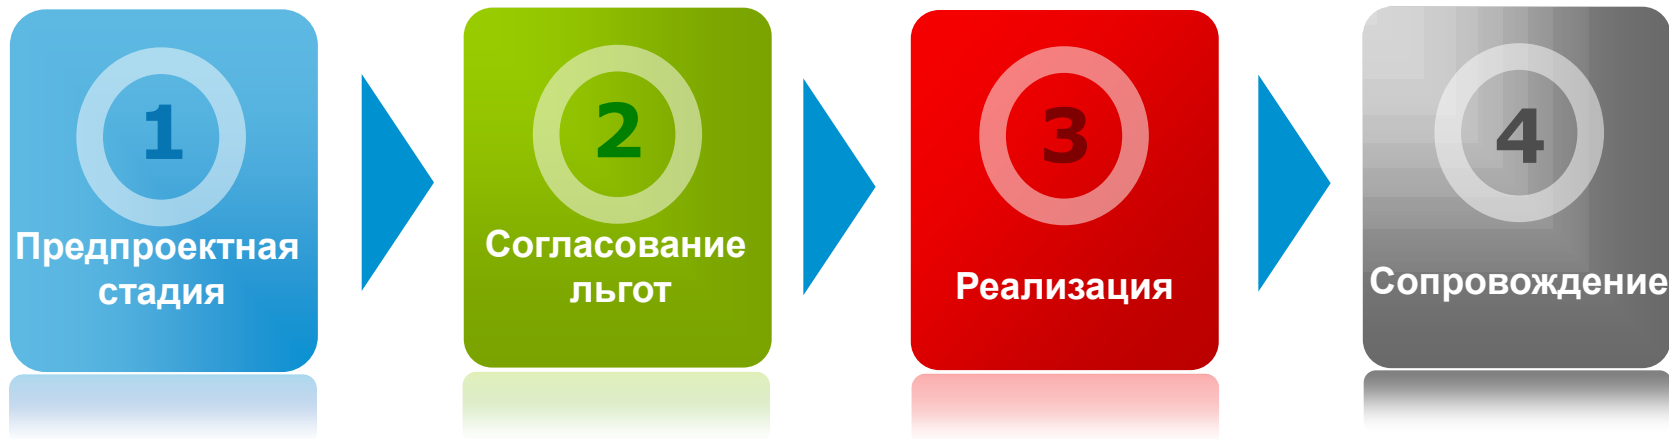 1
Предпроектная
стадия
2
Согласование
льгот
3
Реализация
4
Сопровождение